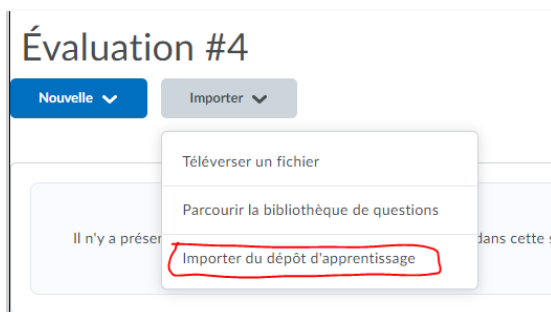 Évaluation #4
Nouvelle
Importer
Téléverser un fichier
Parcourir la bibliothèque de questions
Il n'y a dans cette
Importer du dépôt d'apprentissage